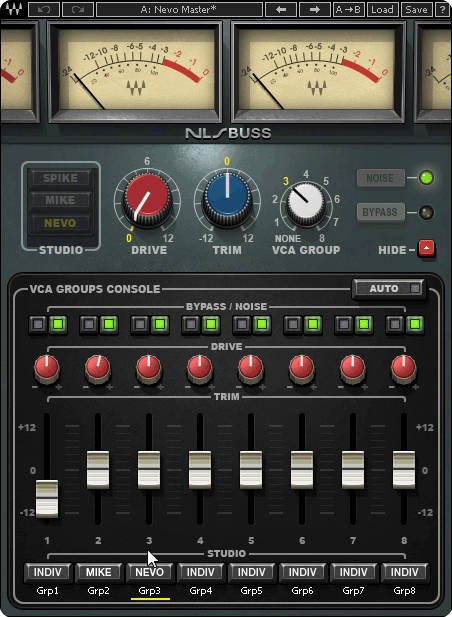 A: Nevo Master* A→B Load Save ?
-24 -12 -10 -8 -6 -5 -4 -3 -2 -1 0
-24 -12 -10 -8 -6 -5 -4 -3 -2 -1 0
NLS BUSS
SPIKE
MIKE
NEVO
STUDIO
6
0 12
DRIVE
0
-12 12
TRIM
1 2 3 4 5 6 7
NONE 8
VCA GROUP
NOISE
BYPASS
HIDE
VCA GROUPS CONSOLE AUTO
BYPASS / NOISE
DRIVE
- + - + - + - + - + - + - + - +
TRIM
+12 +12
0 0
-12 -12
1 2 3 4 5 6 7 8
STUDIO
INDIV MIKE NEVO INDIV INDIV INDIV INDIV INDIV
Grp1 Grp2 Grp3 Grp4 Grp5 Grp6 Grp7 Grp8